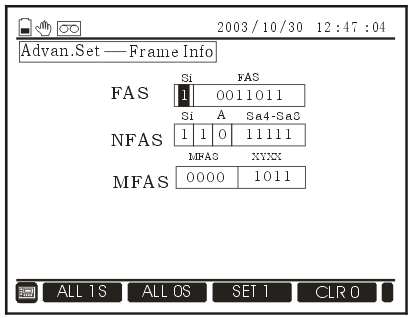 2003/10/30 12:47:04
Advan.Set — Frame Info
Si FAS
FAS 1 0011011
Si A Sa4-Sa8
NFAS 1 1 0 11111
MFAS XYXX
MFAS 0000 1011
ALL 1S ALL 0S SET 1 CLR 0